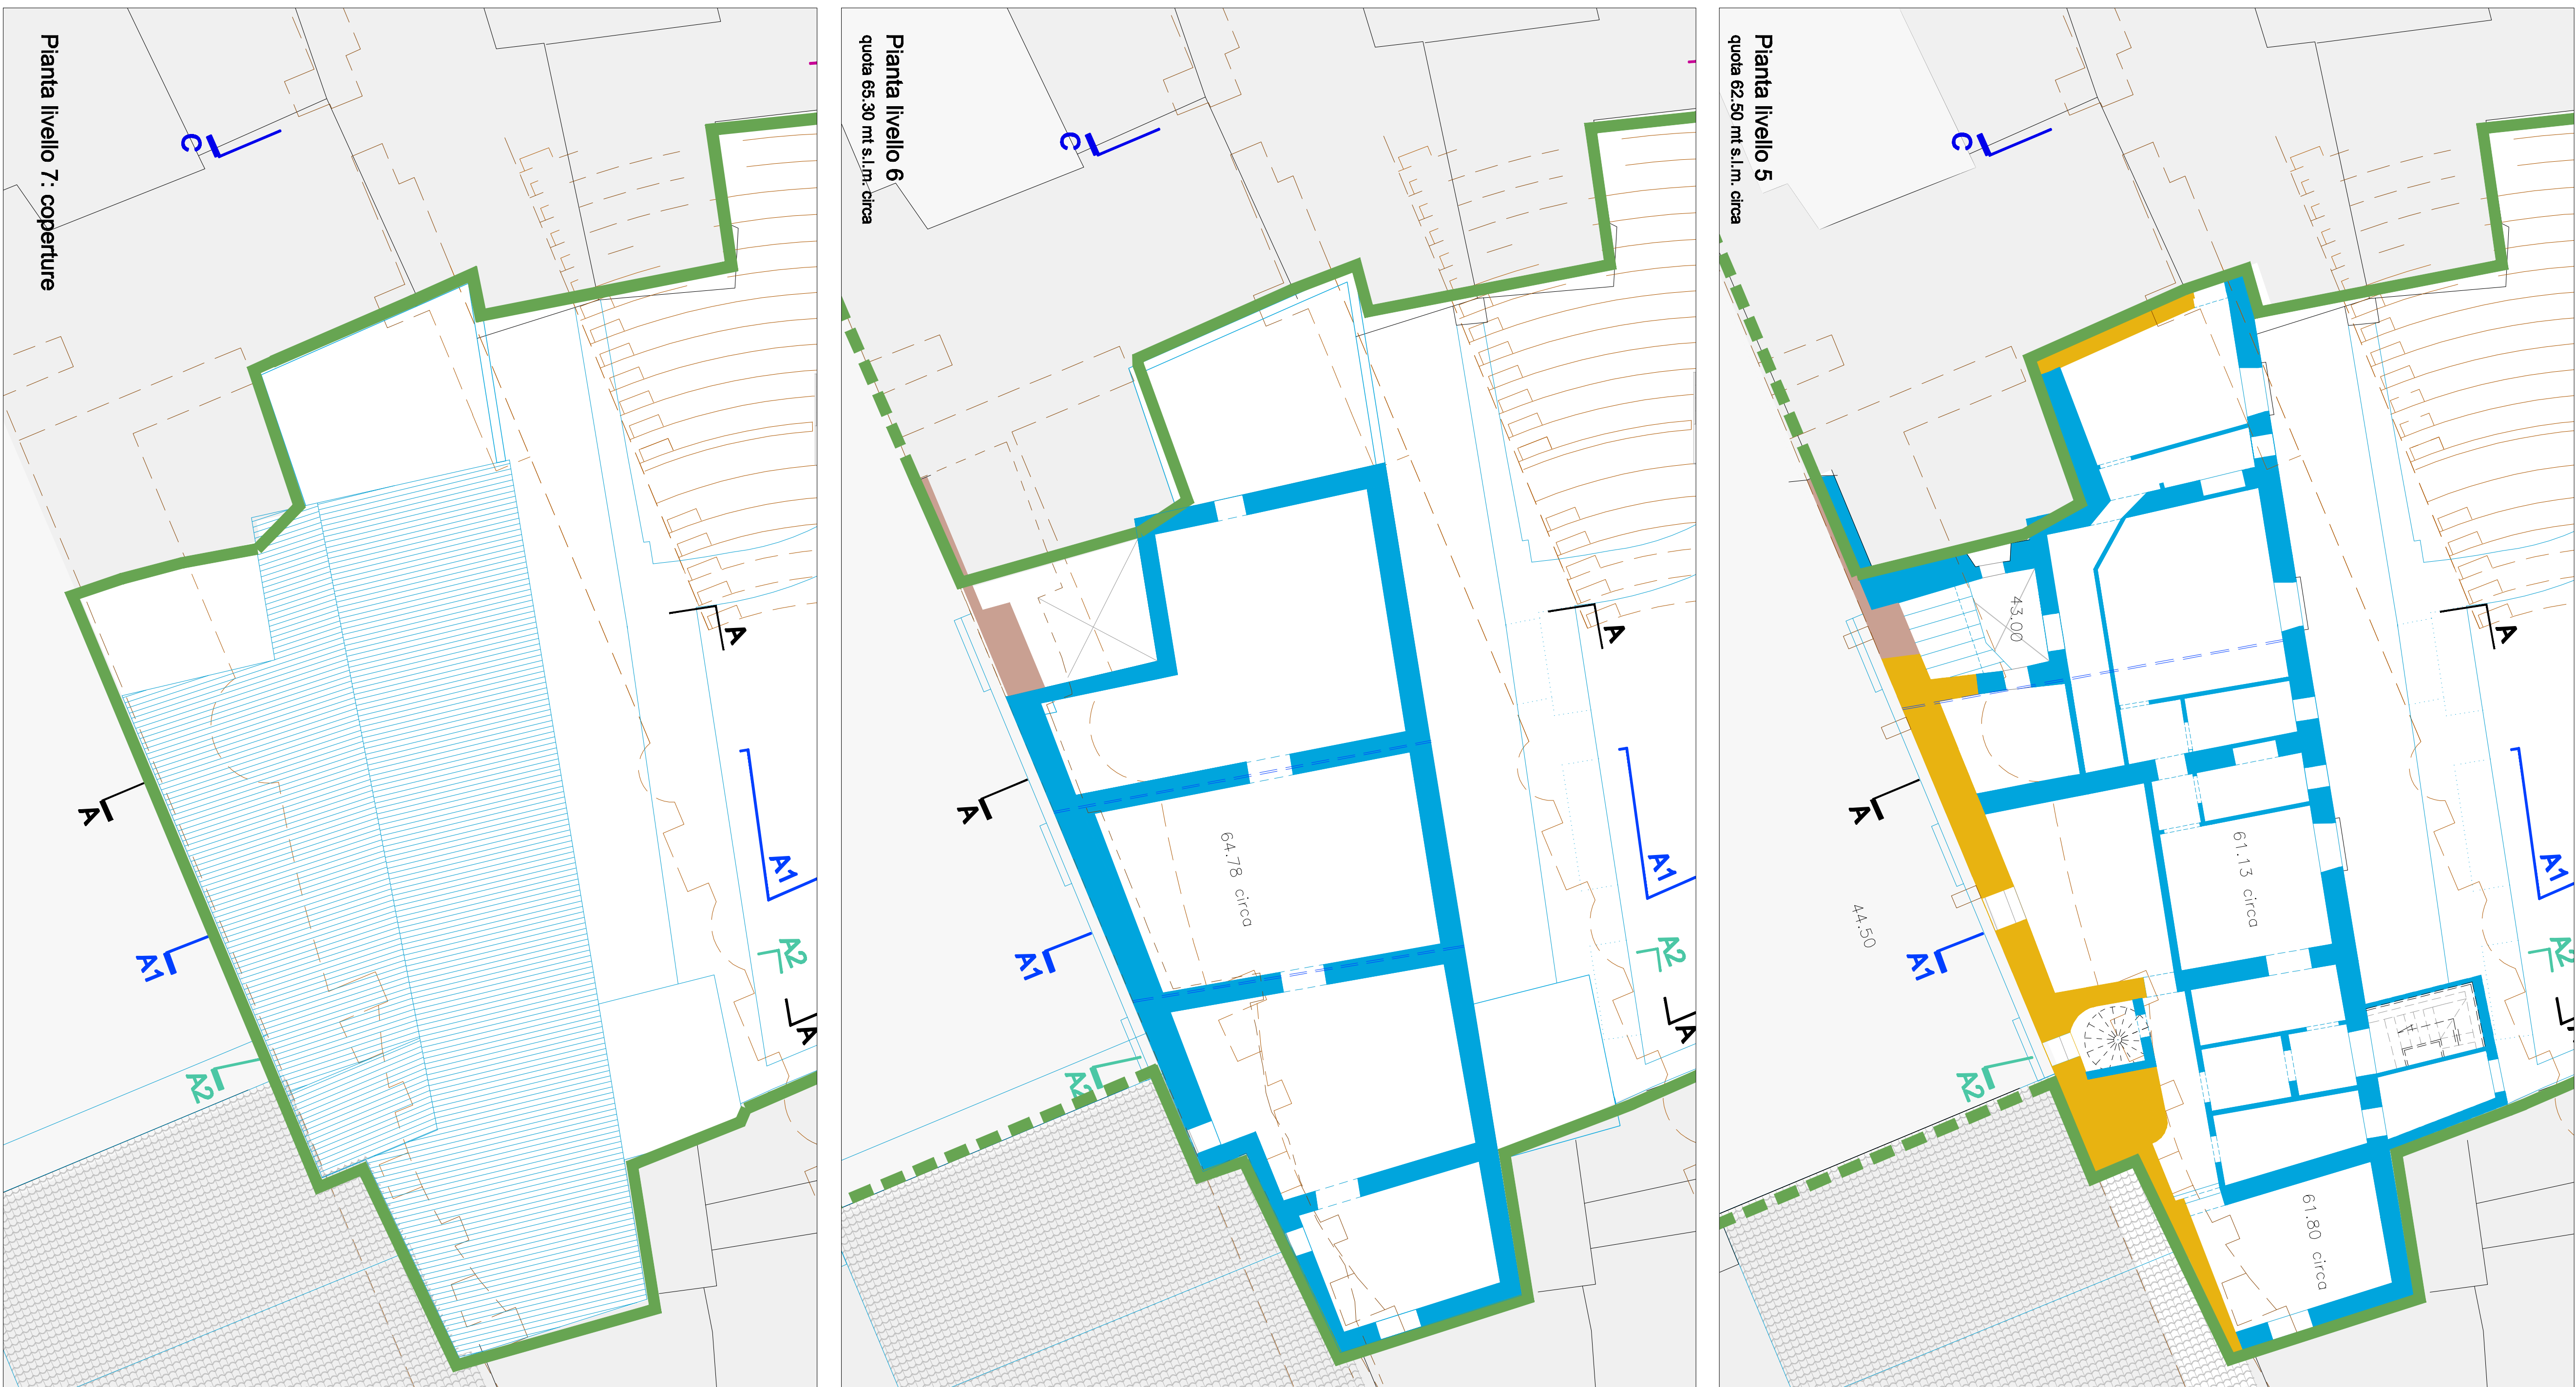 Pianta livello 7: coperture
C
A
A
A1
A1
A2
A2
A
Pianta livello 6
quota 65.30 mt s.l.m. circa
C
A
A
A1
A1
A2
A2
A
64.78 circa
Pianta livello 5
quota 62.50 mt s.l.m. circa
C
A
A
A1
A1
A2
A2
43.00
61.13 circa
44.50
61.80 circa